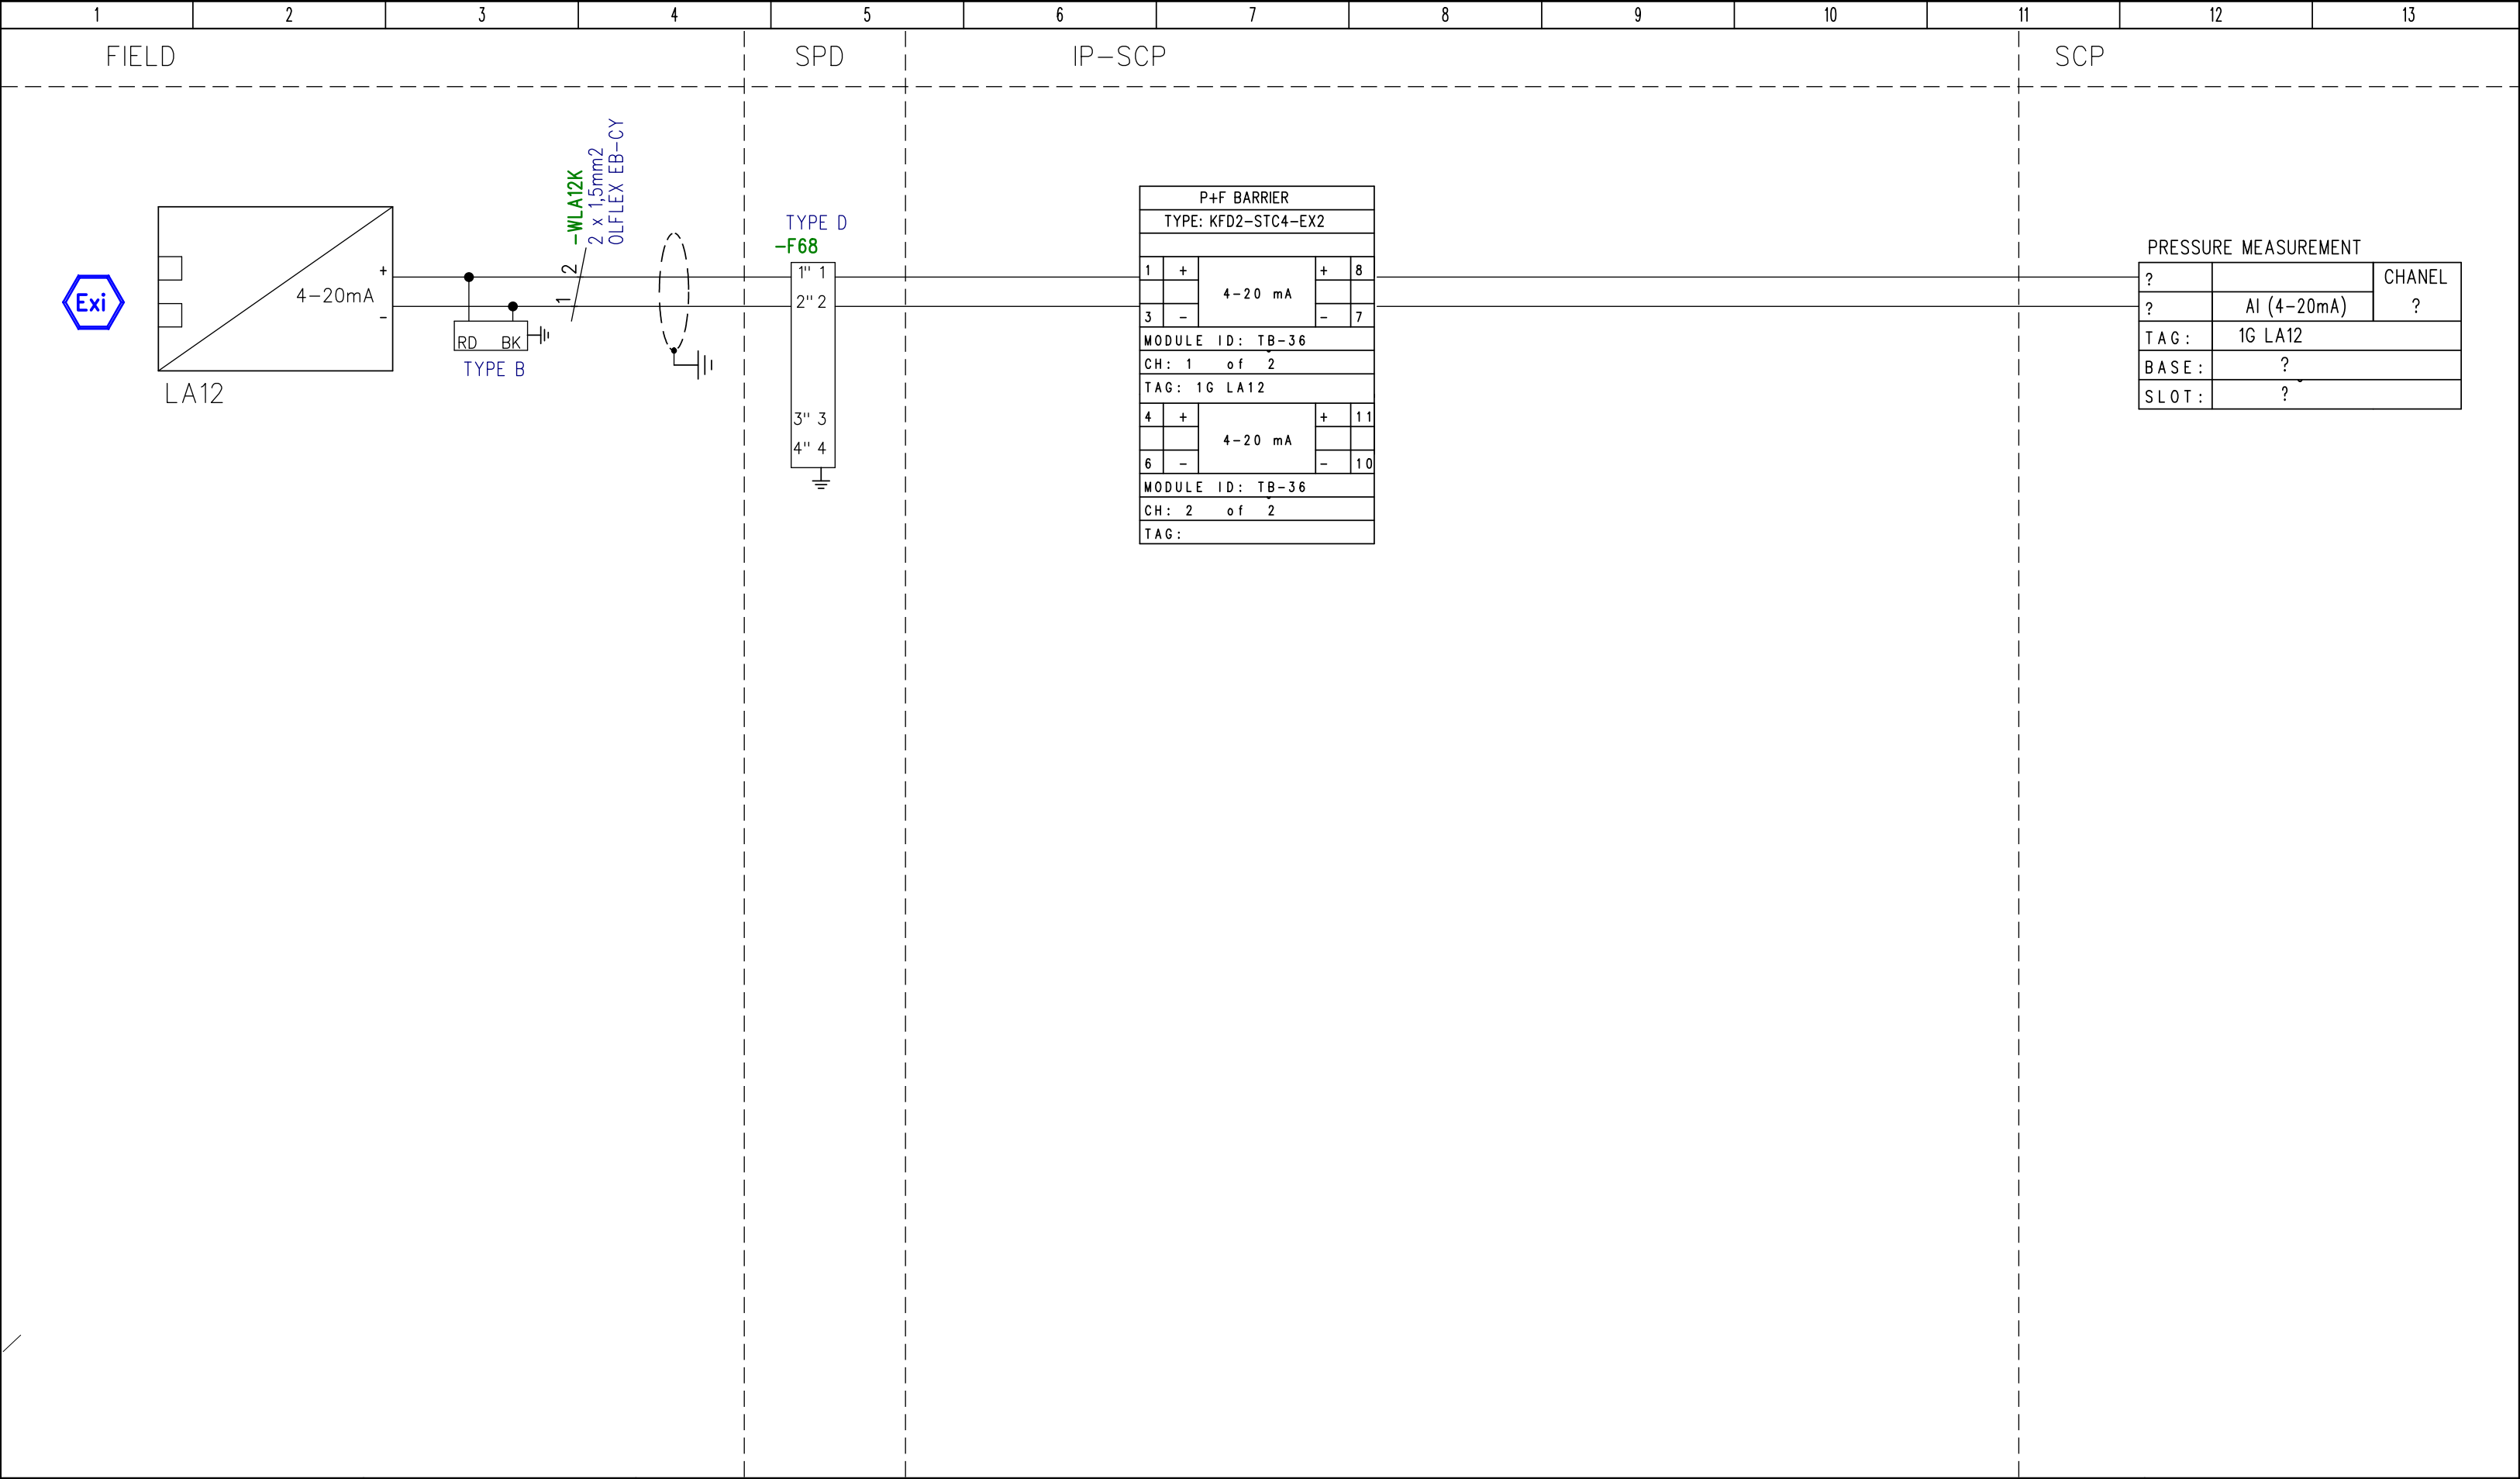 1 2 3 4 5 6 7 8 9 10 11 12 13
FIELD SPD IP-SCP SCP
-WLA12K
2 x 1,5mm2
OLFLEX EB-CY
2
1
Exi
+
4-20mA
-
LA12
RD BK
TYPE B
TYPE D
-F68
1" 1
2" 2
3" 3
4" 4
P+F BARRIER
TYPE: KFD2-STC4-EX2
1 + + 8
4-20 mA
3 - - 7
MODULE ID: TB-36
CH: 1 of 2
TAG: 1G LA12
4 + + 11
4-20 mA
6 - - 10
MODULE ID: TB-36
CH: 2 of 2
TAG:
PRESSURE MEASUREMENT
? CHANEL
? AI (4-20mA) ?
TAG: 1G LA12
BASE: ?
SLOT: ?